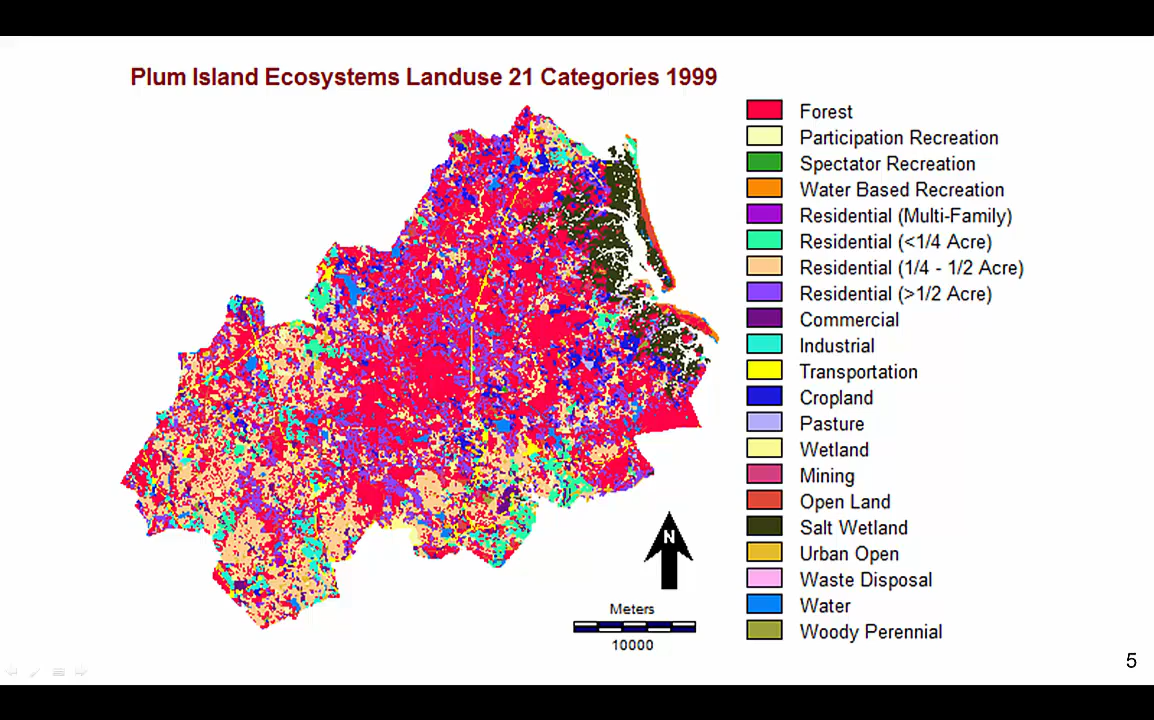 Plum Island Ecosystems Landuse 21 Categories 1999
Forest
Participation Recreation
Spectator Recreation
Water Based Recreation
Residential (Multi-Family)
Residential (<1/4 Acre)
Residential (1/4 - 1/2 Acre)
Residential (>1/2 Acre)
Commercial
Industrial
Transportation
Cropland
Pasture
Wetland
Mining
Open Land
Salt Wetland
Urban Open
Waste Disposal
Water
Woody Perennial
N
Meters
10000
5